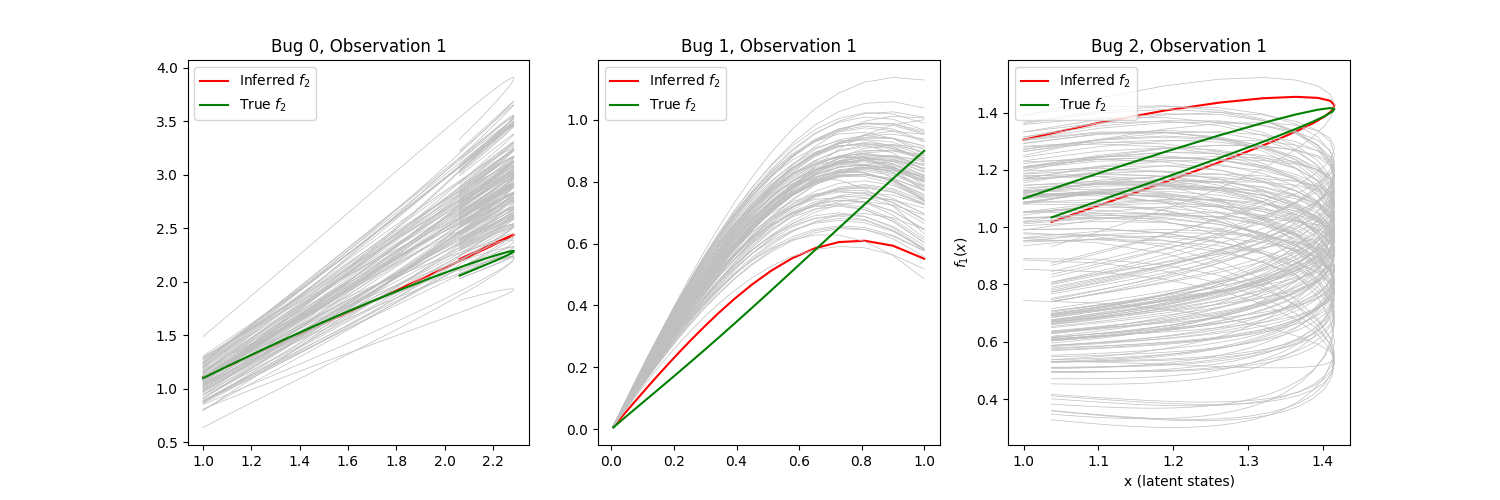 Bug 0, Observation 1
Inferred f₂
True f₂
4.0
3.5
3.0
2.5
2.0
1.5
1.0
0.5
1.0 1.2 1.4 1.6 1.8 2.0 2.2
Bug 1, Observation 1
Inferred f₂
True f₂
1.0
0.8
0.6
0.4
0.2
0.0
0.0 0.2 0.4 0.6 0.8 1.0
Bug 2, Observation 1
Inferred f₂
True f₂
f₁(x)
1.4
1.2
1.0
0.8
0.6
0.4
1.0 1.1 1.2 1.3 1.4
x (latent states)